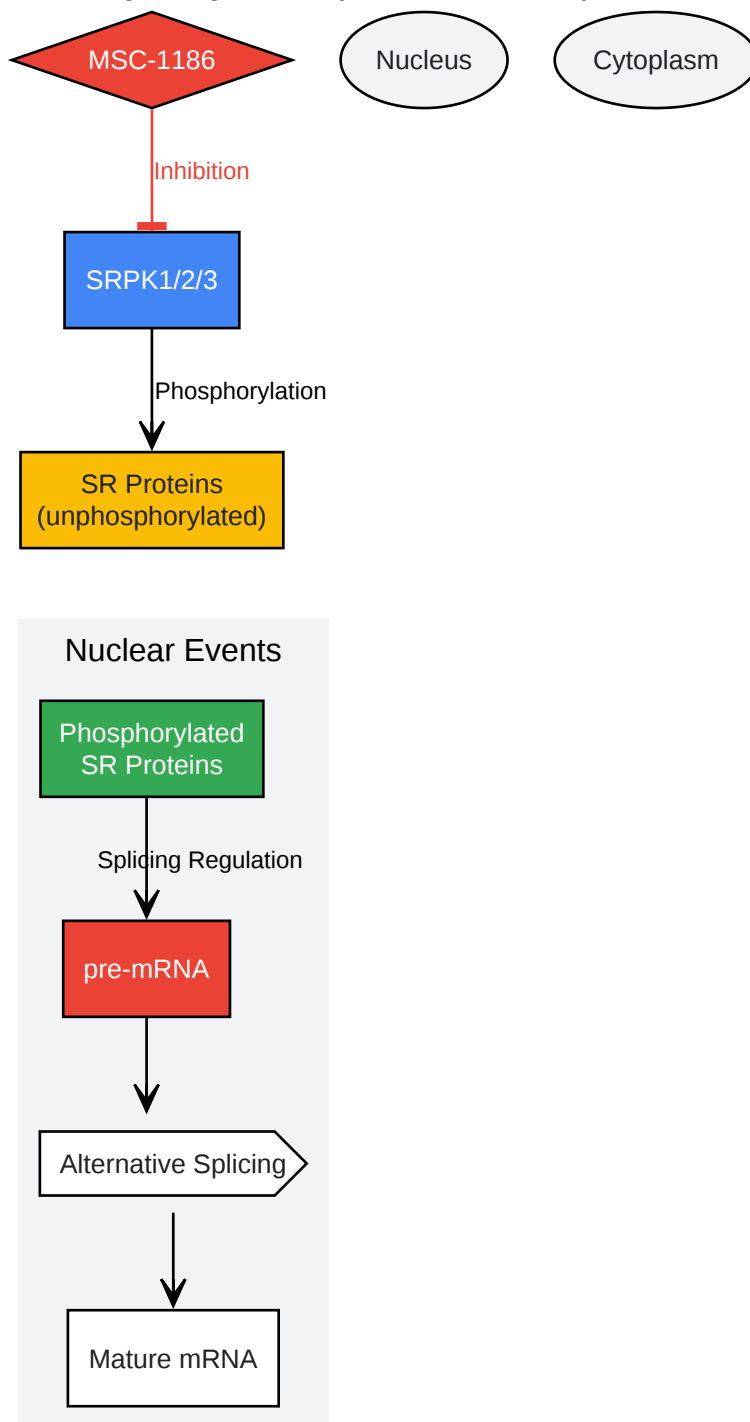 MSC-1186
Nucleus
Cytoplasm
Inhibition
SRPK1/2/3
Phosphorylation
SR Proteins
(unphosphorylated)
Nuclear Events
Phosphorylated
SR Proteins
Splicing Regulation
pre-mRNA
Alternative Splicing
Mature mRNA